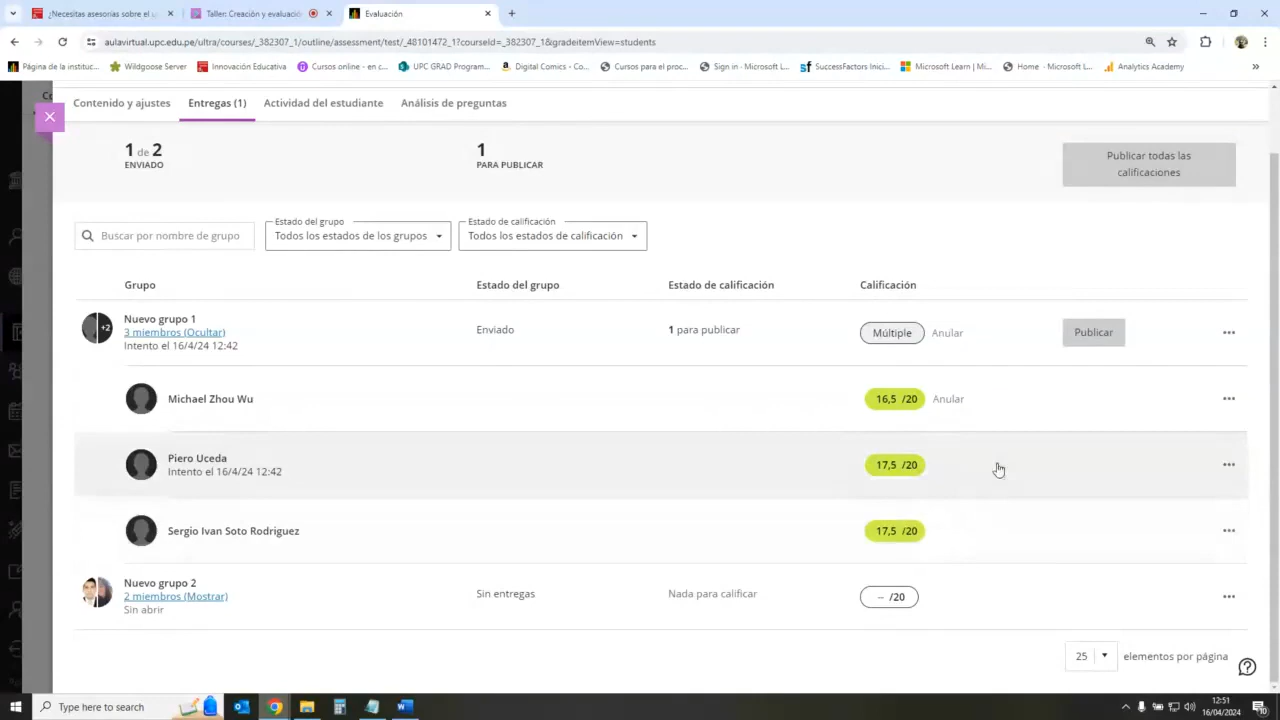 ¿Necesitas asesorías sobre el u
Taller: Creación y evaluació
Evaluación
aulavirtual.upc.edu.pe/ultra/courses/_382307_1/outline/assessment/test/_48101472_1?courseId=_382307_1&gradeitemView=students
Página de la instituc...
Wildgoose Server
Innovación Educativa
Cursos online - en c...
UPC GRAD Program...
Digital Comics - Co...
Cursos para el proc...
Sign in - Microsoft L...
SuccessFactors Inici...
Microsoft Learn | Mi...
Home - Microsoft L...
Analytics Academy
»
Contenido y ajustes
Entregas (1)
Actividad del estudiante
Análisis de preguntas
1 de 2
ENVIADO
1
PARA PUBLICAR
Publicar todas las
calificaciones
Buscar por nombre de grupo
Estado del grupo
Todos los estados de los grupos
Estado de calificación
Todos los estados de calificación
Grupo
Estado del grupo
Estado de calificación
Calificación
+2
Nuevo grupo 1
3 miembros (Ocultar)
Intento el 16/4/24 12:42
Enviado
1 para publicar
Múltiple
Anular
Publicar
Michael Zhou Wu
16,5 /20
Anular
Piero Uceda
Intento el 16/4/24 12:42
17,5 /20
Sergio Ivan Soto Rodriguez
17,5 /20
Nuevo grupo 2
2 miembros (Mostrar)
Sin abrir
Sin entregas
Nada para calificar
-- /20
25
elementos por página
Type here to search
12:51
16/04/2024
10